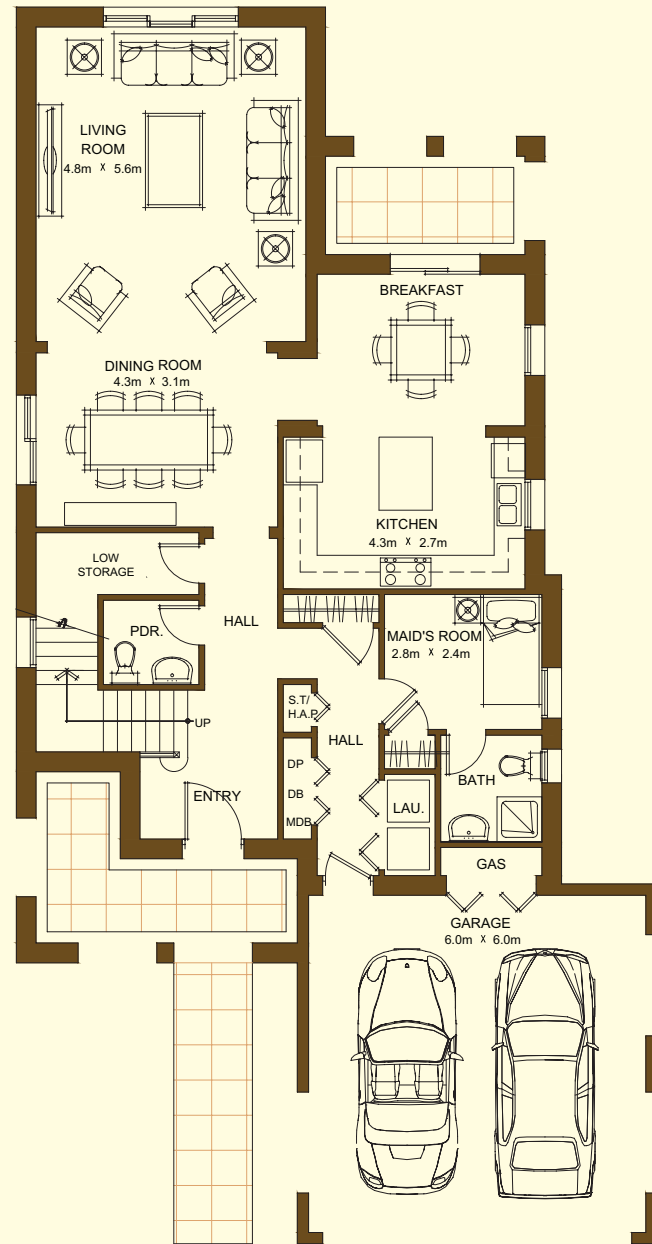 LIVING
ROOM
4.8m X 5.6m
BREAKFAST
DINING ROOM
4.3m X 3.1m
KITCHEN
4.3m X 2.7m
LOW
STORAGE
PDR.
HALL
MAID'S ROOM
2.8m X 2.4m
S.T/
H.A.P
UP
HALL
DP
DB
MDB
ENTRY
BATH
LAU.
GAS
GARAGE
6.0m X 6.0m